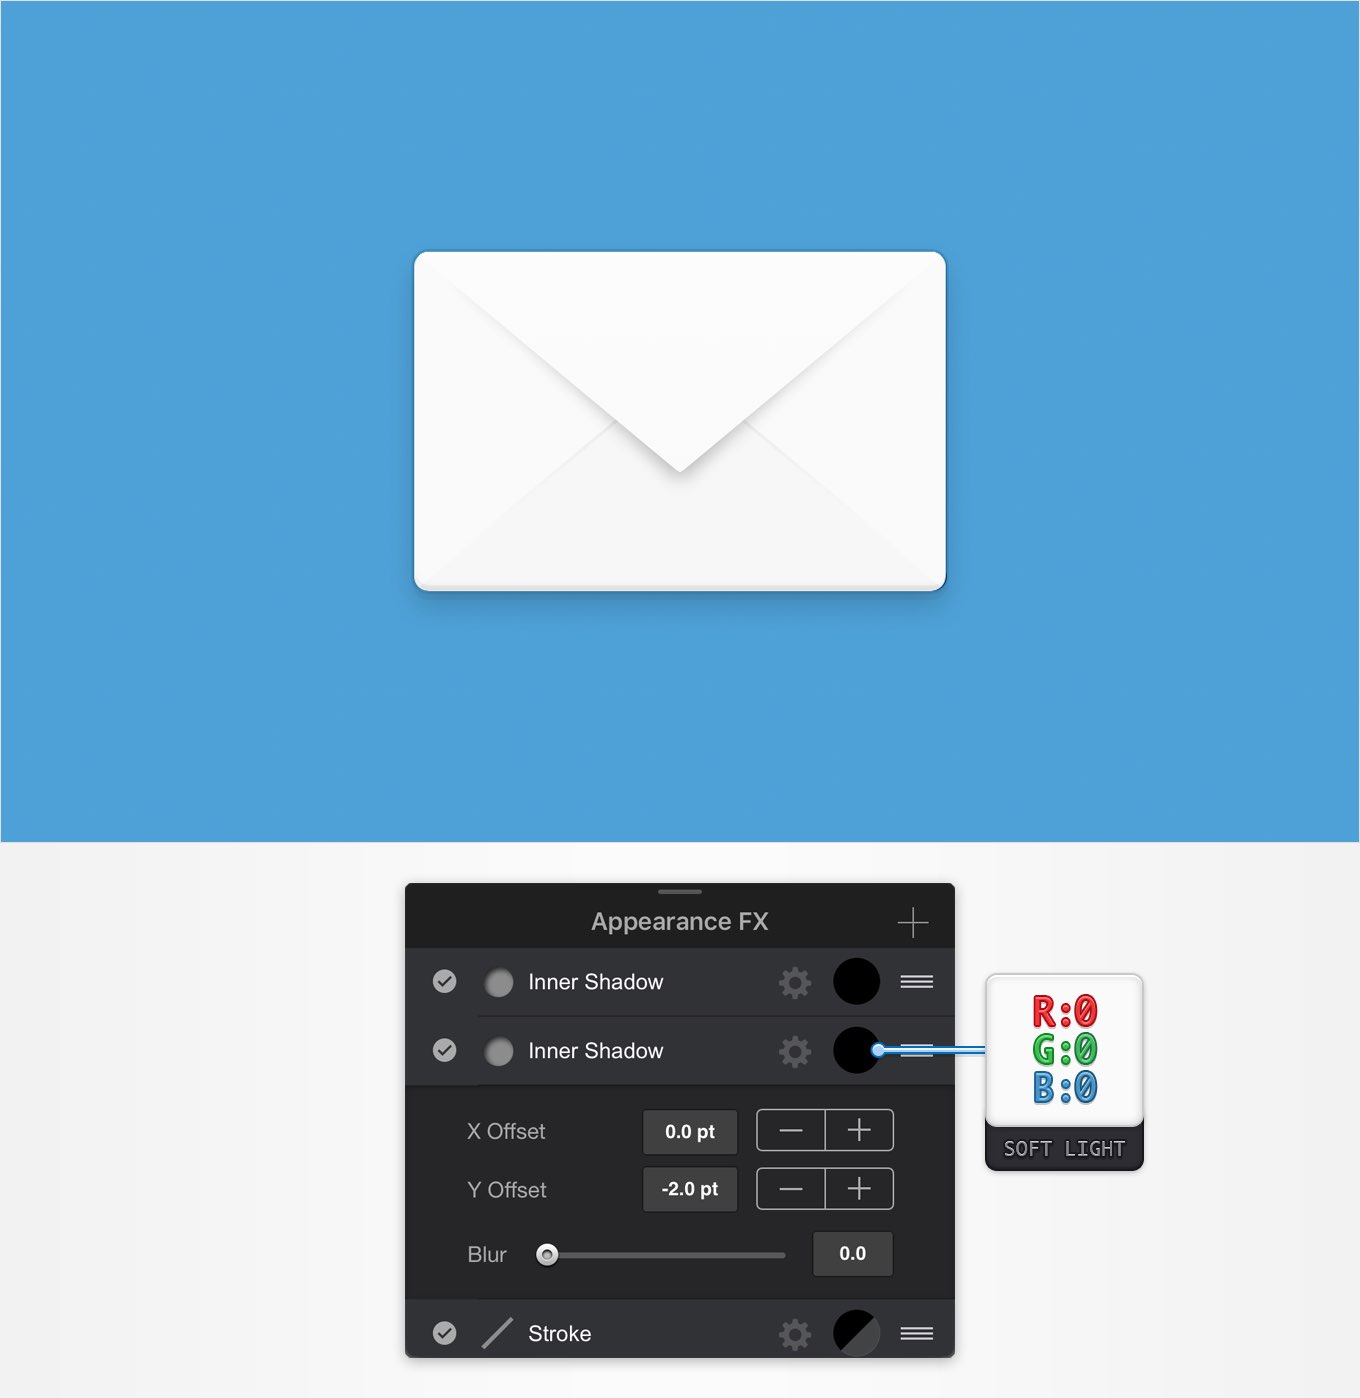 Appearance FX
Inner Shadow
Inner Shadow
R:0
G:0
B:0
SOFT LIGHT
X Offset 0.0 pt
Y Offset -2.0 pt
Blur 0.0
Stroke